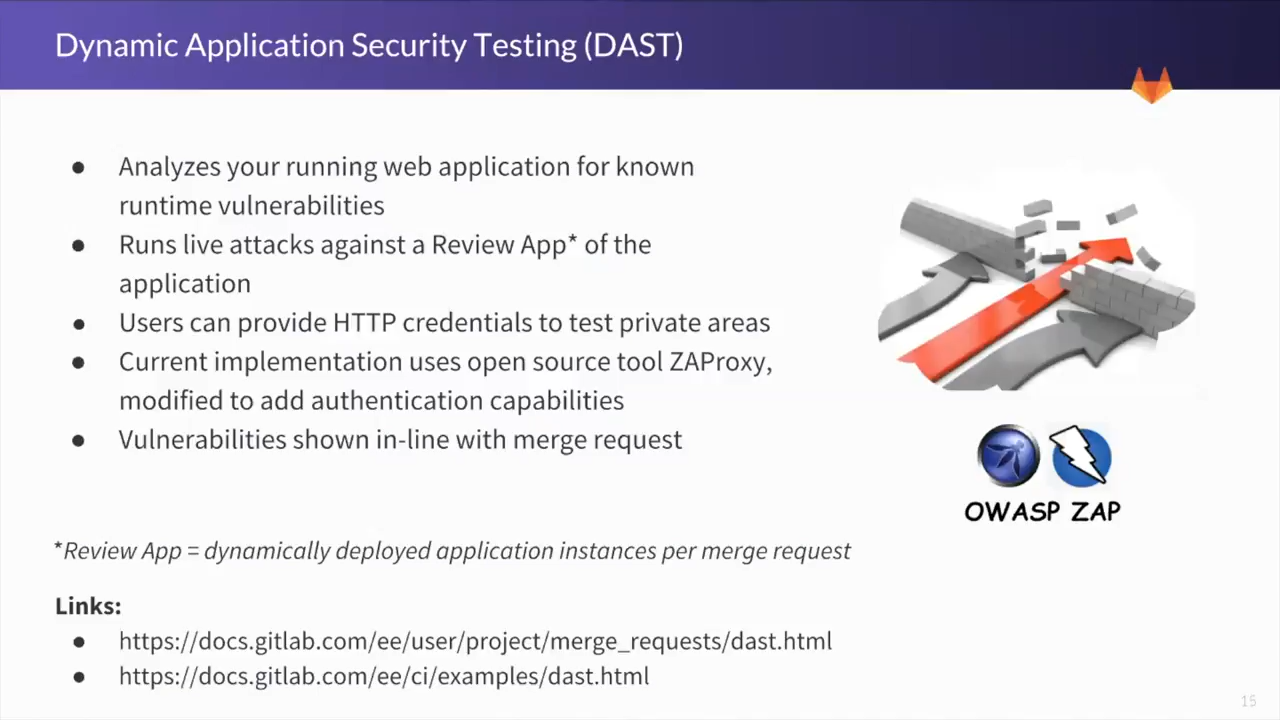 Dynamic Application Security Testing (DAST)
● Analyzes your running web application for known
runtime vulnerabilities
● Runs live attacks against a Review App* of the
application
● Users can provide HTTP credentials to test private areas
● Current implementation uses open source tool ZAProxy,
modified to add authentication capabilities
● Vulnerabilities shown in-line with merge request
OWASP ZAP
*Review App = dynamically deployed application instances per merge request
Links:
● https://docs.gitlab.com/ee/user/project/merge_requests/dast.html
● https://docs.gitlab.com/ee/ci/examples/dast.html
15